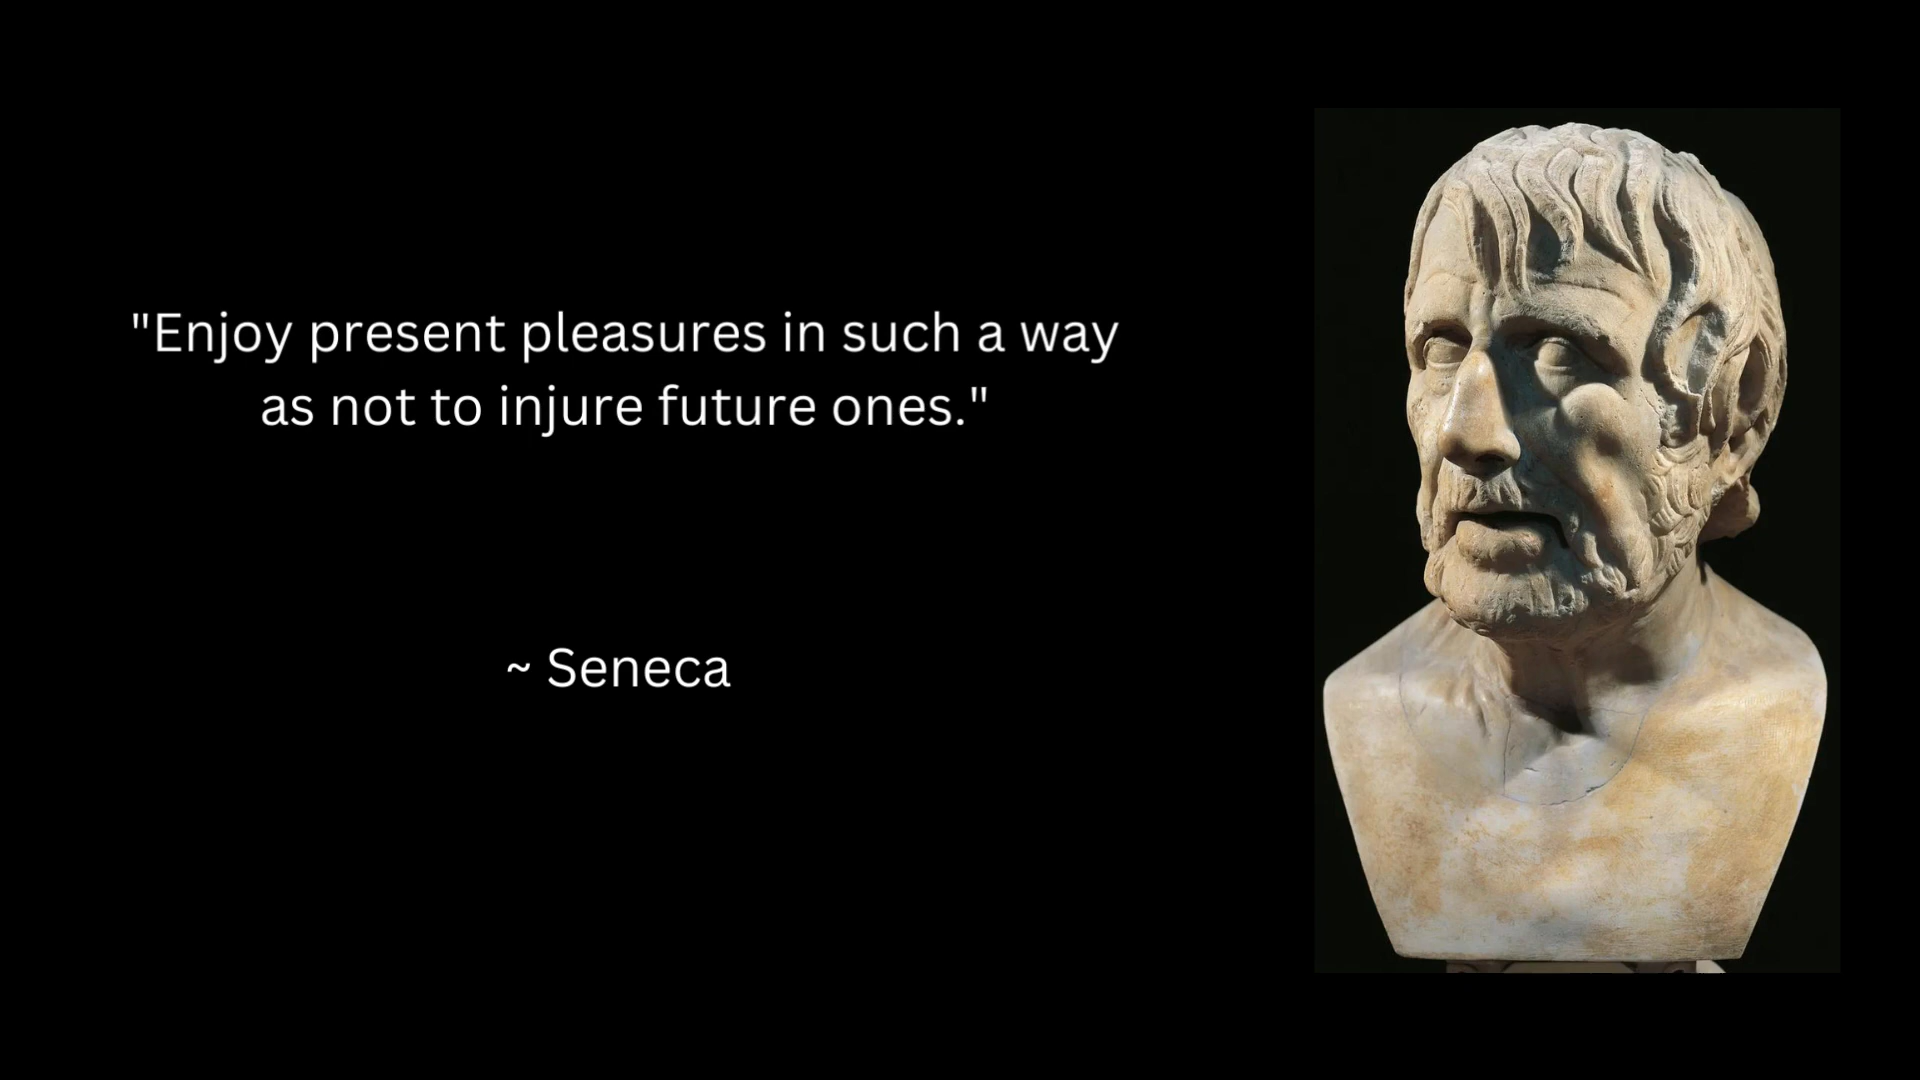 "Enjoy present pleasures in such a way
as not to injure future ones."
~ Seneca